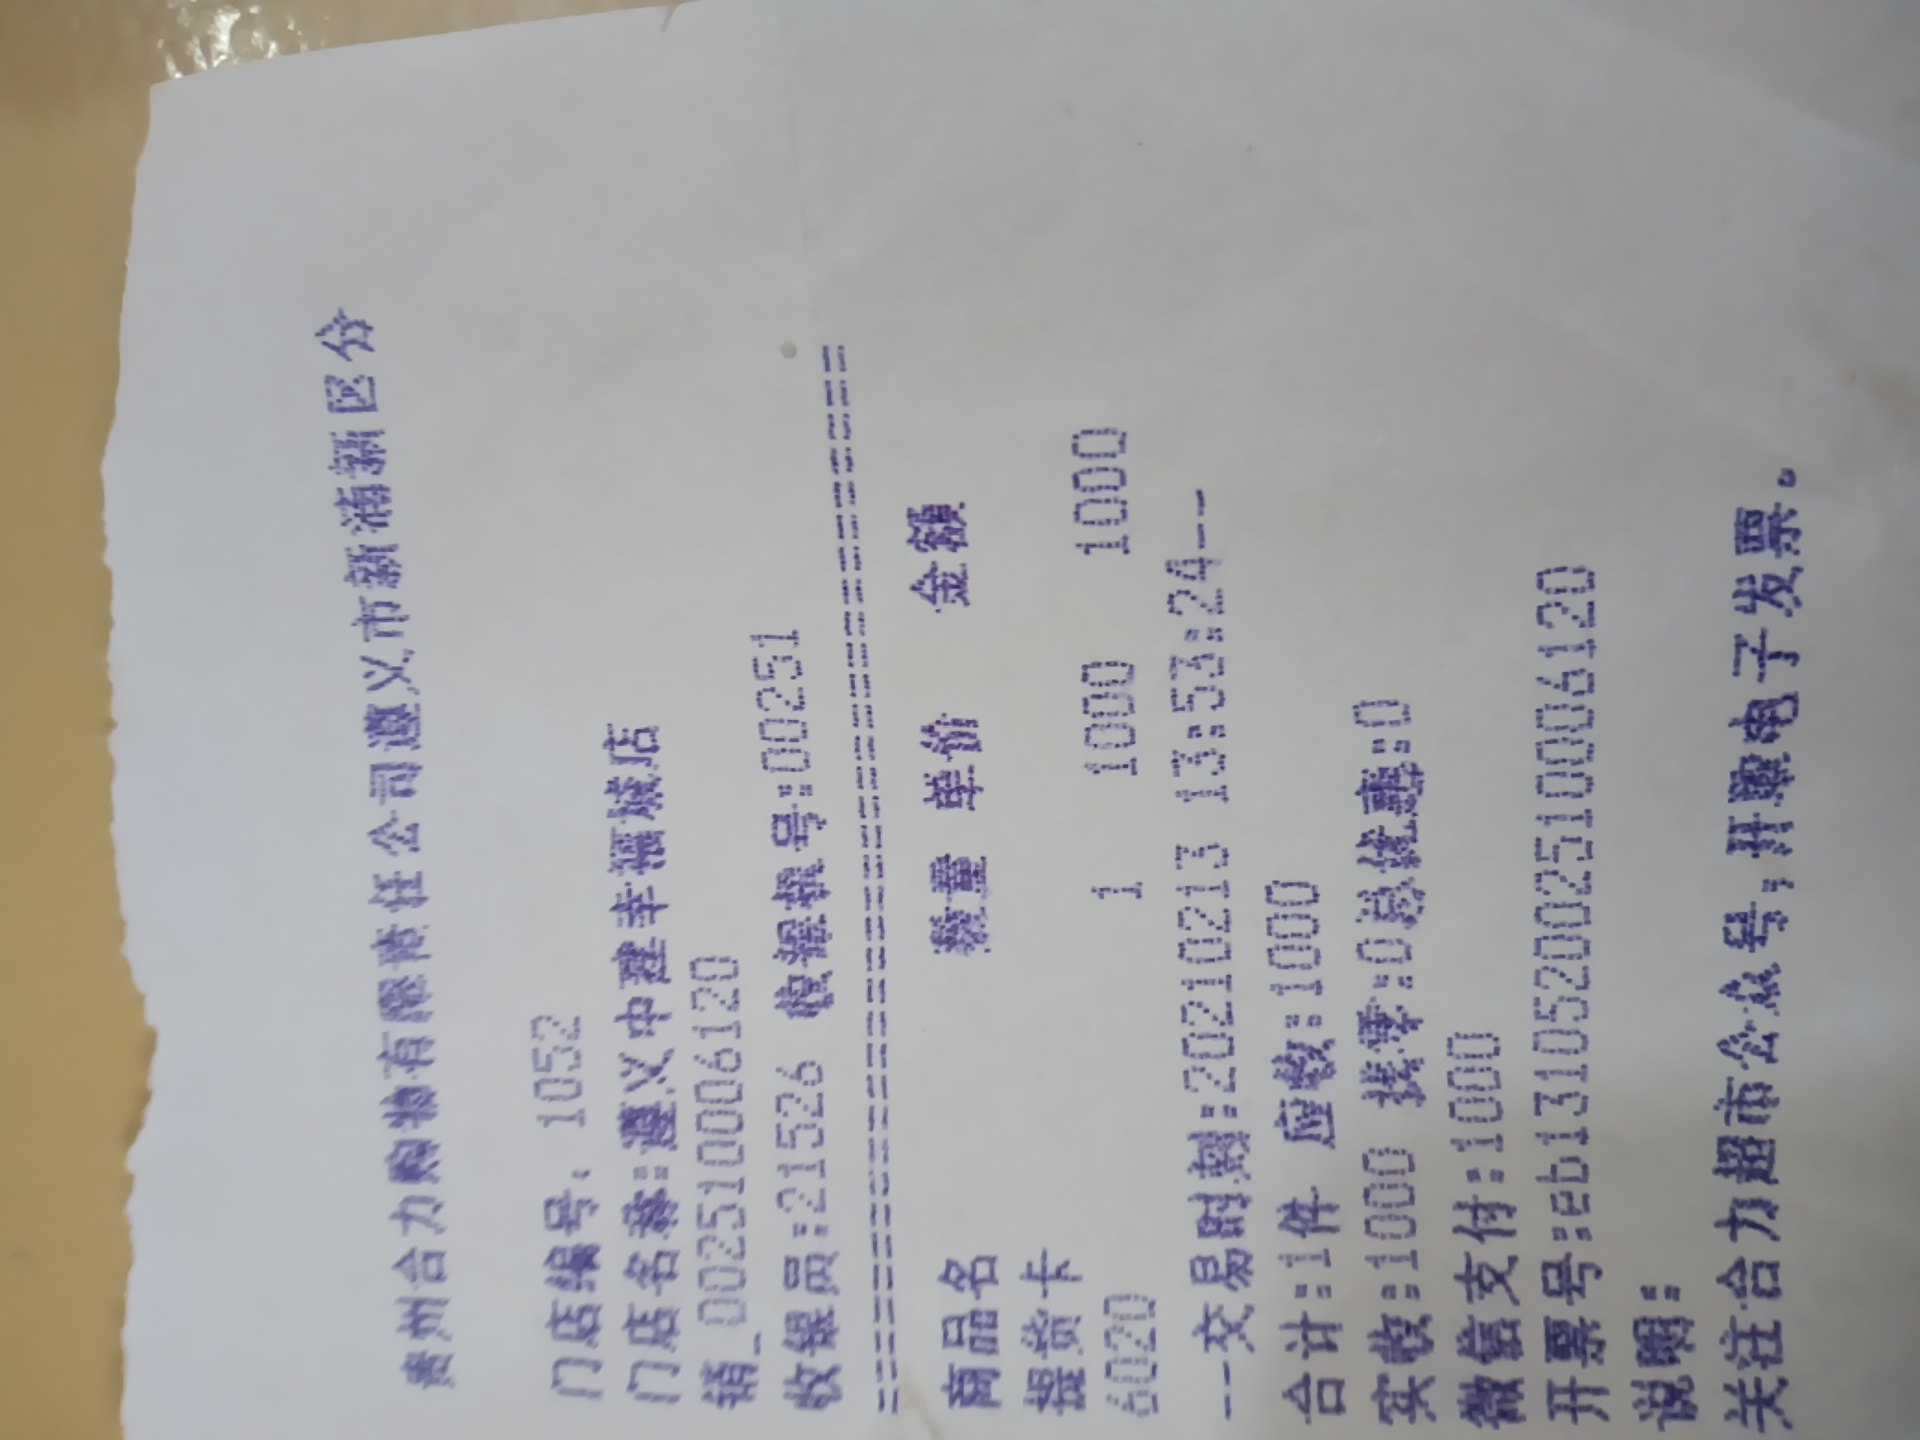 贵州合力购物有限责任公司遵义市新浦新区分
门店编号: 1052
门店名称:遵义中建幸福城店
销_00251006120
收银员:21526 收银机号:00251
================================
商品名 数量 单价 金额
提货卡
6020 1 1000 1000
--交易时刻:20210213 13:53:24--
合计:1件 应收:1000
实收:1000 找零:0总优惠:0
微信支付:1000
开票号:eb13105200251006120
说明:
关注合力超市公众号,开取电子发票。